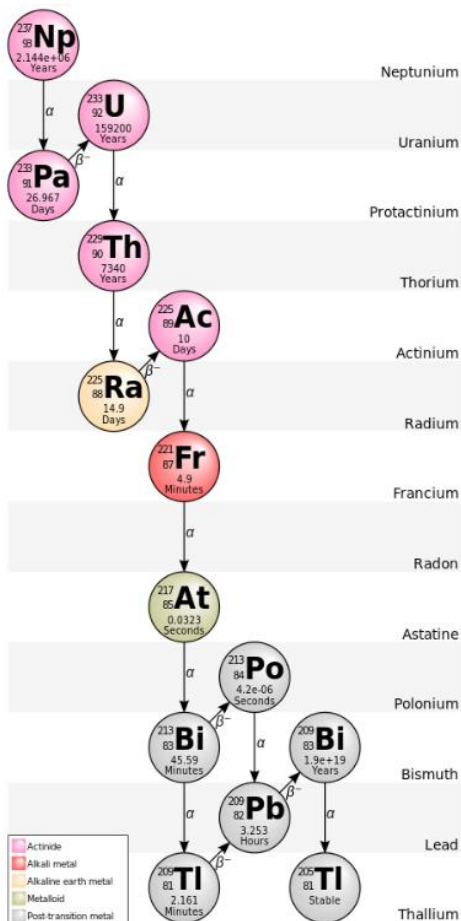 237
93
Np
2.144e+06
Years
Neptunium
α
233
92
U
159200
Years
β⁻
Uranium
233
91
Pa
26.967
Days
α
Protactinium
229
90
Th
7340
Years
Thorium
α
225
89
Ac
10
Days
β⁻
Actinium
225
88
Ra
14.9
Days
α
Radium
221
87
Fr
4.9
Minutes
Francium
α
Radon
217
85
At
0.0323
Seconds
Astatine
α
213
84
Po
4.2e-06
Seconds
β⁻
Polonium
213
83
Bi
45.59
Minutes
α
209
83
Bi
1.9e+19
Years
β⁻
Bismuth
α
209
82
Pb
3.253
Hours
α
β⁻
Lead
209
81
Tl
2.161
Minutes
205
81
Tl
Stable
Thallium
Actinide
Alkali metal
Alkaline earth metal
Metalloid
Post-transition metal